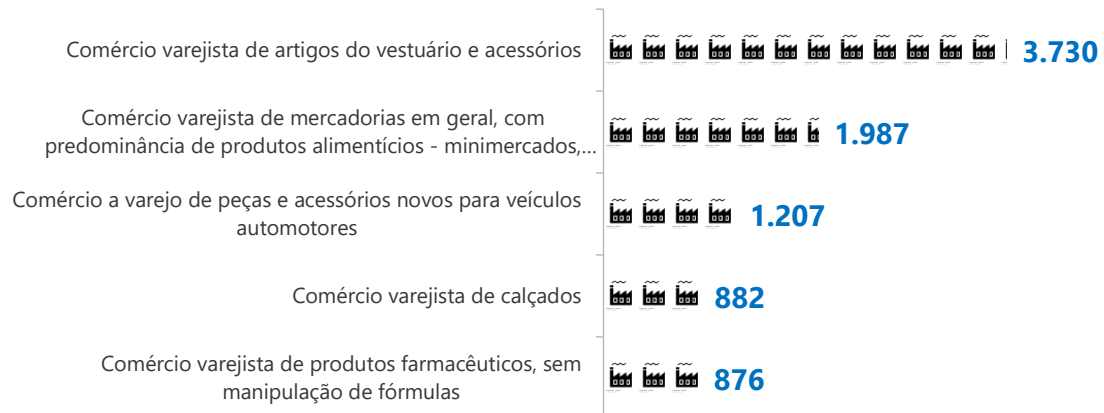 Comércio varejista de artigos do vestuário e acessórios
3.730
Comércio varejista de mercadorias em geral, com
predominância de produtos alimentícios - minimercados,...
1.987
Comércio a varejo de peças e acessórios novos para veículos
automotores
1.207
Comércio varejista de calçados
882
Comércio varejista de produtos farmacêuticos, sem
manipulação de fórmulas
876